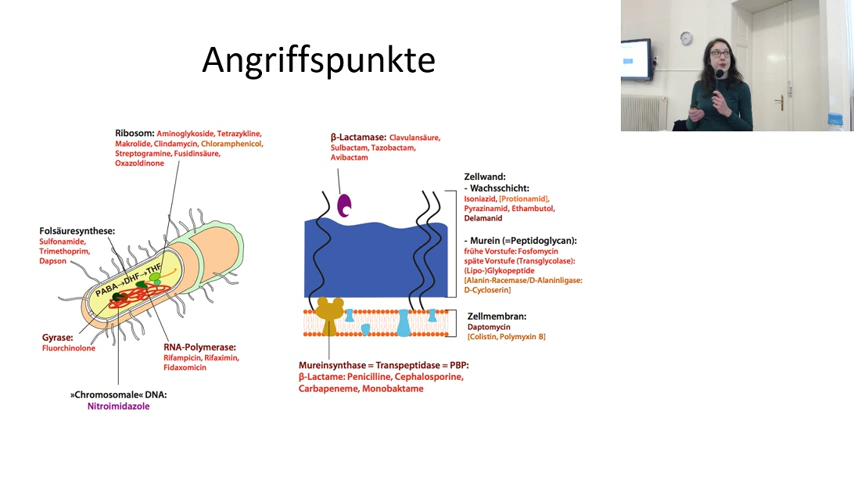 Angriffspunkte
Ribosom: Aminoglykoside, Tetrazykline,
Makrolide, Clindamycin, Chloramphenicol,
Streptogramine, Fusidinsäure,
Oxazoldinone
β-Lactamase: Clavulansäure,
Sulbactam, Tazobactam,
Avibactam
Zellwand:
- Wachsschicht:
Isoniazid, [Protionamid],
Pyrazinamid, Ethambutol,
Delamanid
- Murein (=Peptidoglycan):
frühe Vorstufe: Fosfomycin
späte Vorstufe (Transglycolase):
(Lipo-)Glykopeptide
[Alanin-Racemase/D-Alaninligase:
D-Cycloserin]
Folsäuresynthese:
Sulfonamide,
Trimethoprim,
Dapson
PABA→DHF→THF
Gyrase:
Fluorchinolone
RNA-Polymerase:
Rifampicin, Rifaximin,
Fidaxomicin
»Chromosomale« DNA:
Nitroimidazole
Zellmembran:
Daptomycin
[Colistin, Polymyxin B]
Mureinsynthase = Transpeptidase = PBP:
β-Lactame: Penicilline, Cephalosporine,
Carbapeneme, Monobaktame